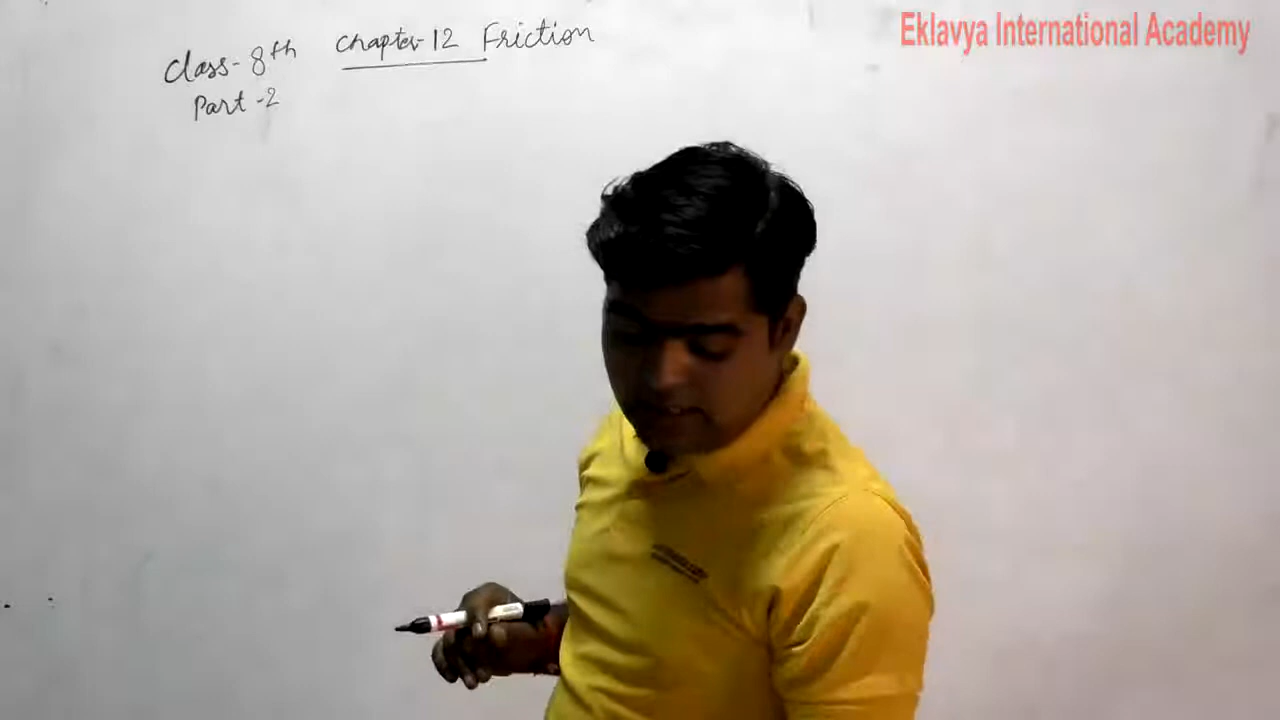 Eklavya International Academy
Class-8th Chapter-12 Friction
Part-2